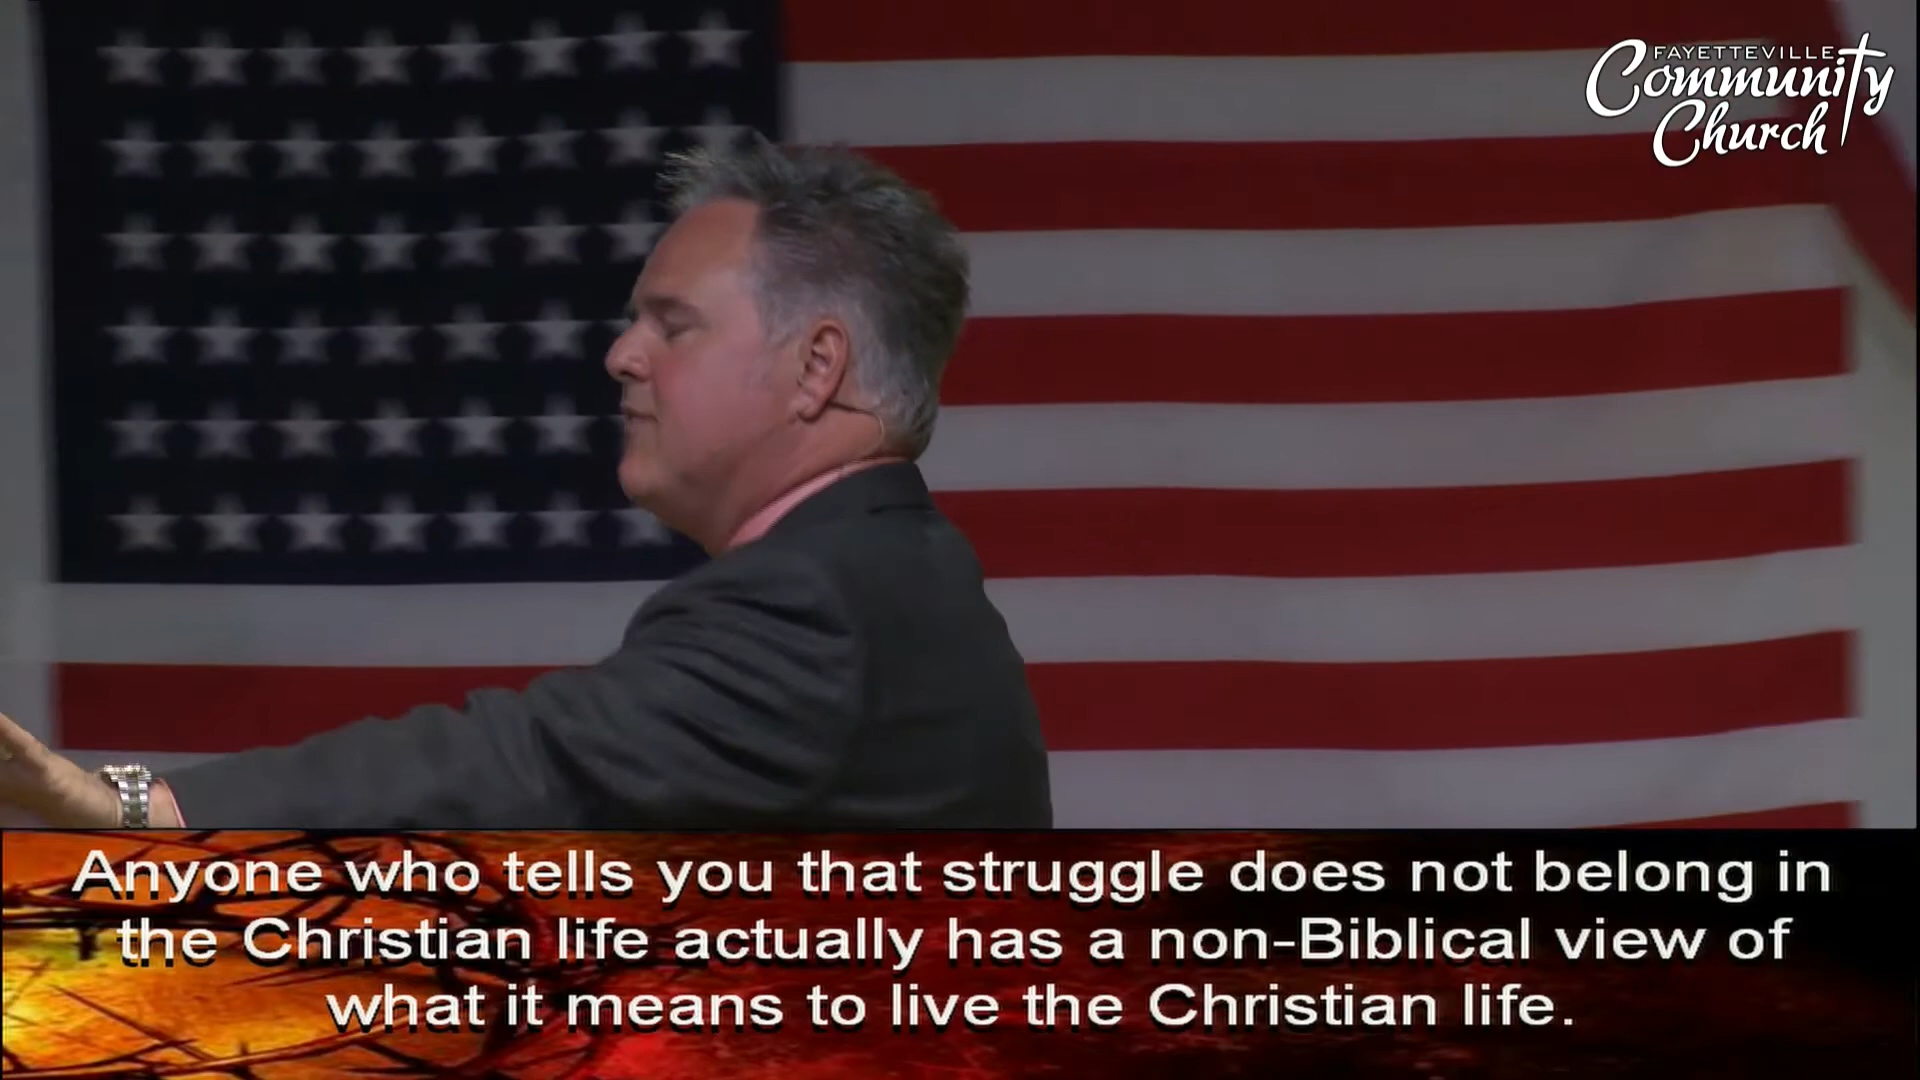 FAYETTEVILLE
Community
Church
Anyone who tells you that struggle does not belong in
the Christian life actually has a non-Biblical view of
what it means to live the Christian life.